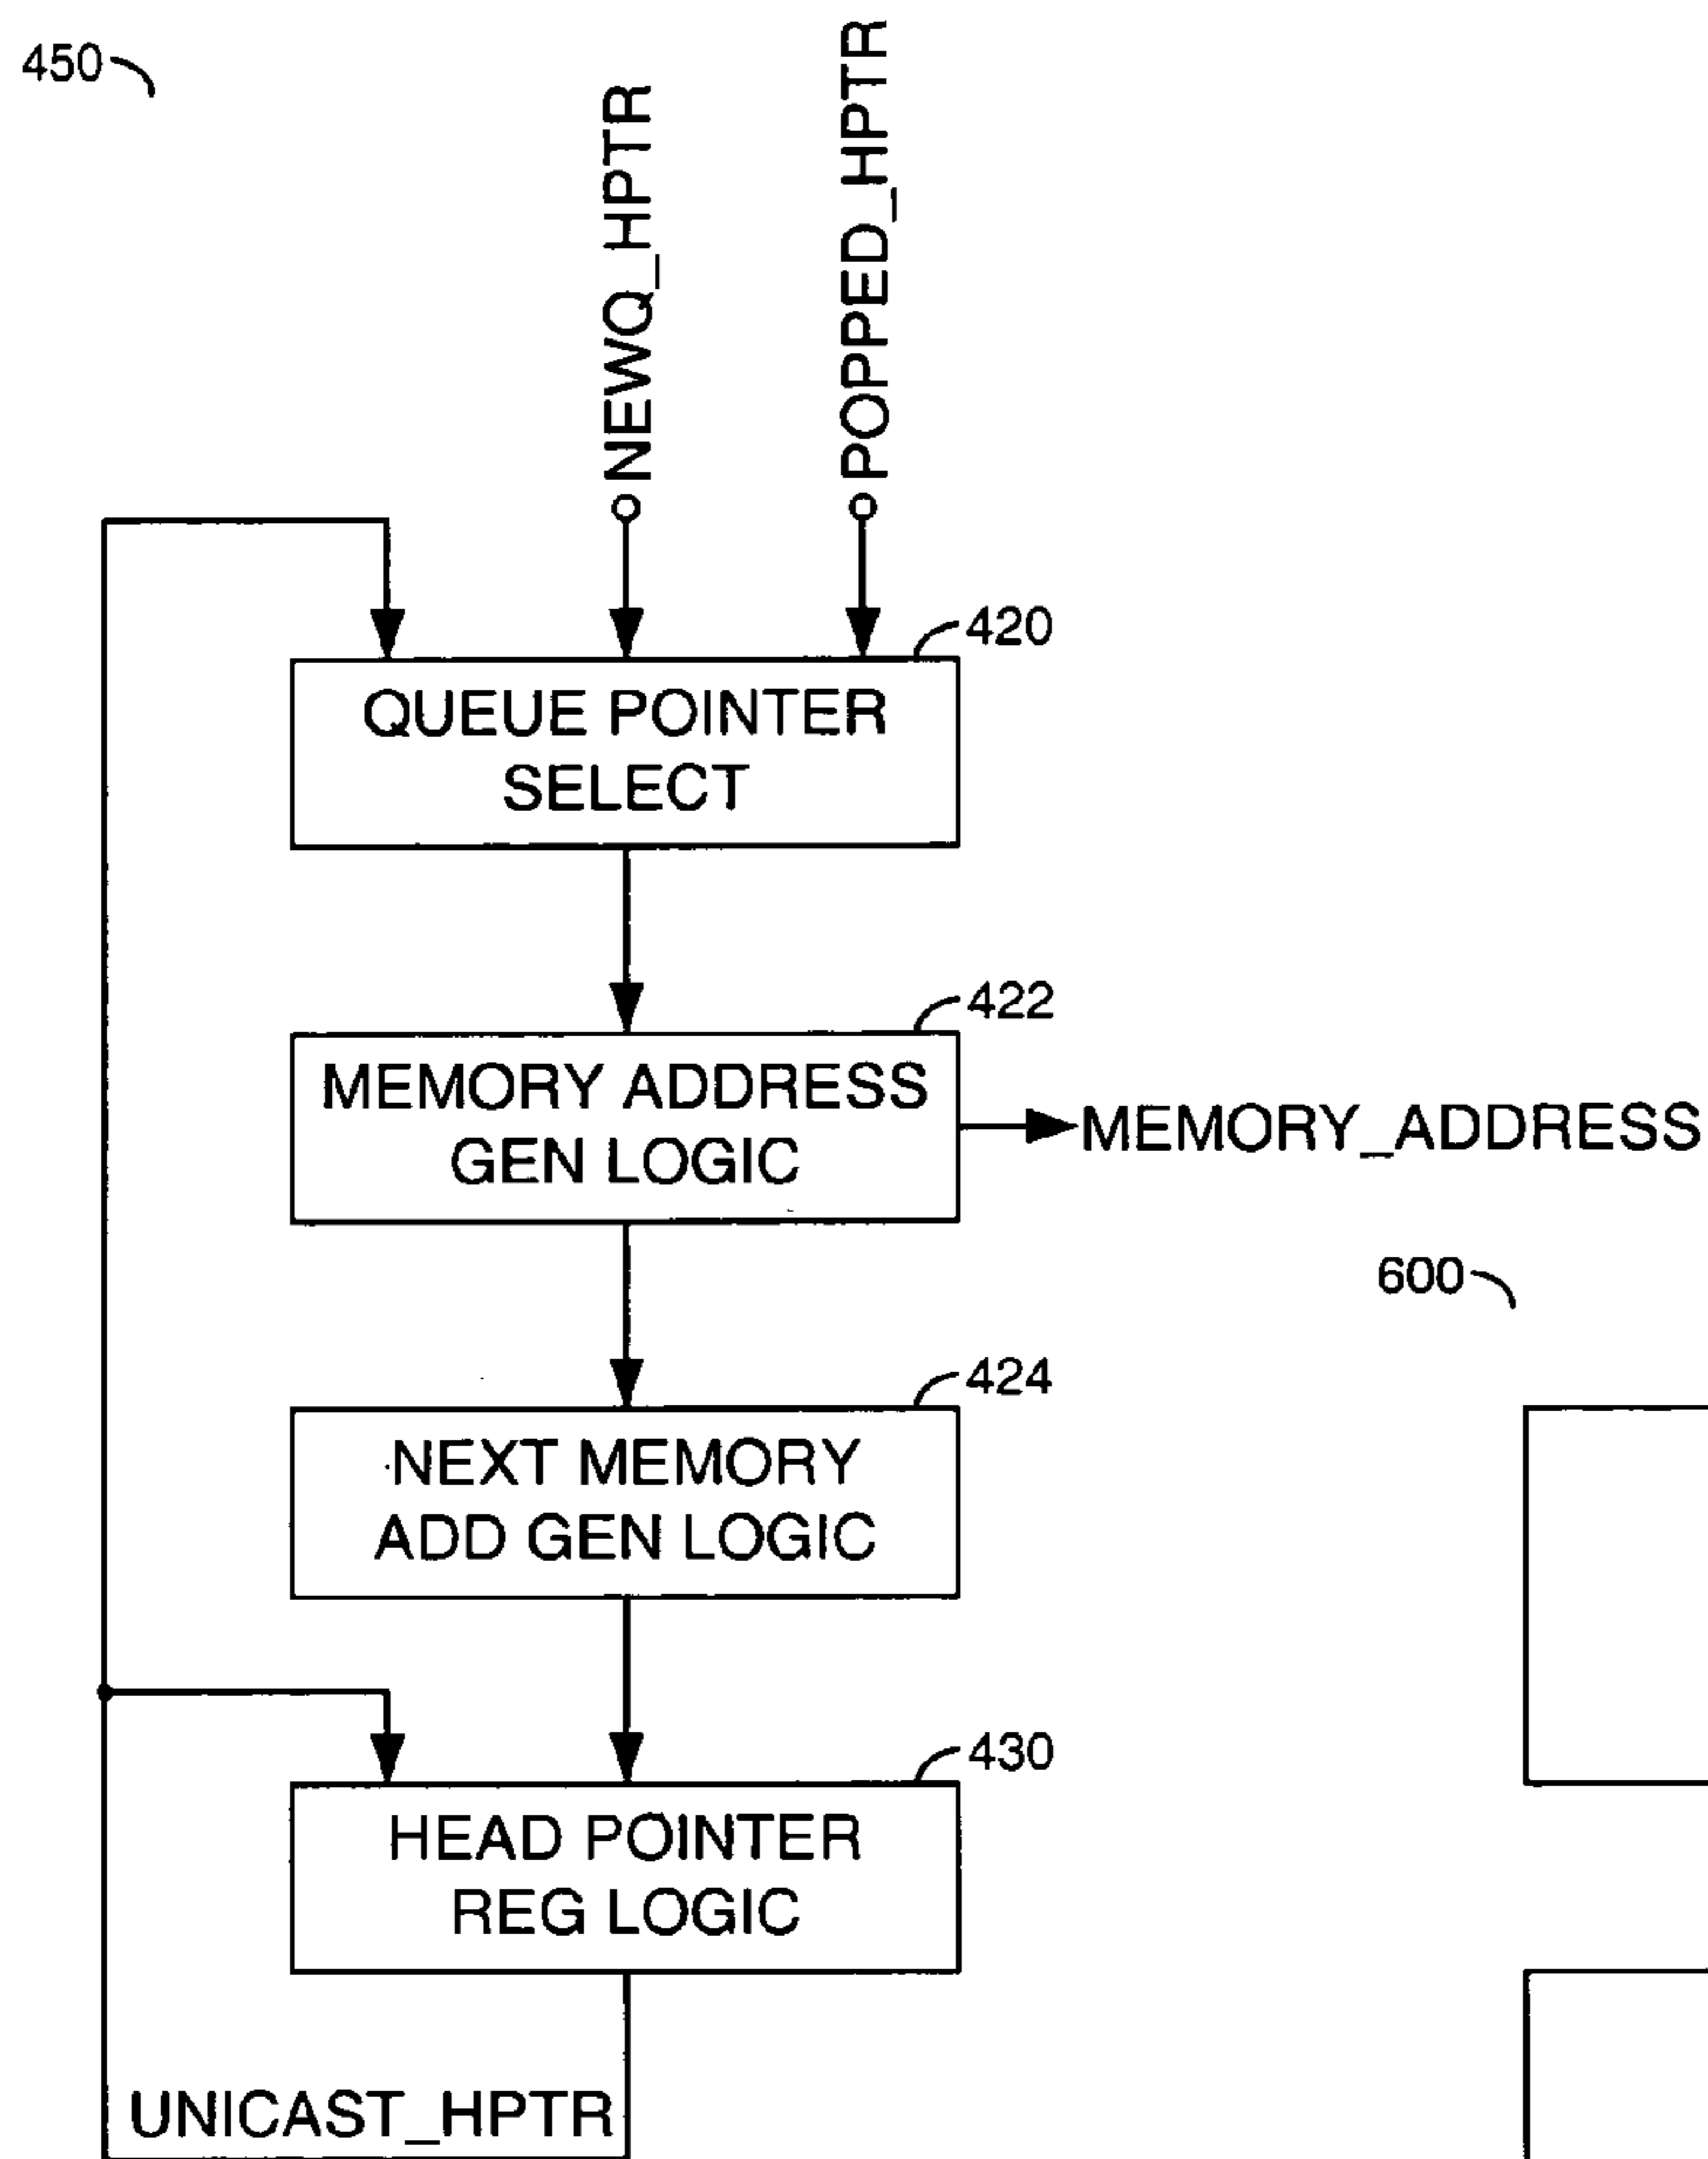 450
NEWQ_HPTR
POPPED_HPTR
420
QUEUE POINTER
SELECT
422
MEMORY ADDRESS
GEN LOGIC
MEMORY_ADDRESS
600
424
NEXT MEMORY
ADD GEN LOGIC
430
HEAD POINTER
REG LOGIC
UNICAST_HPTR